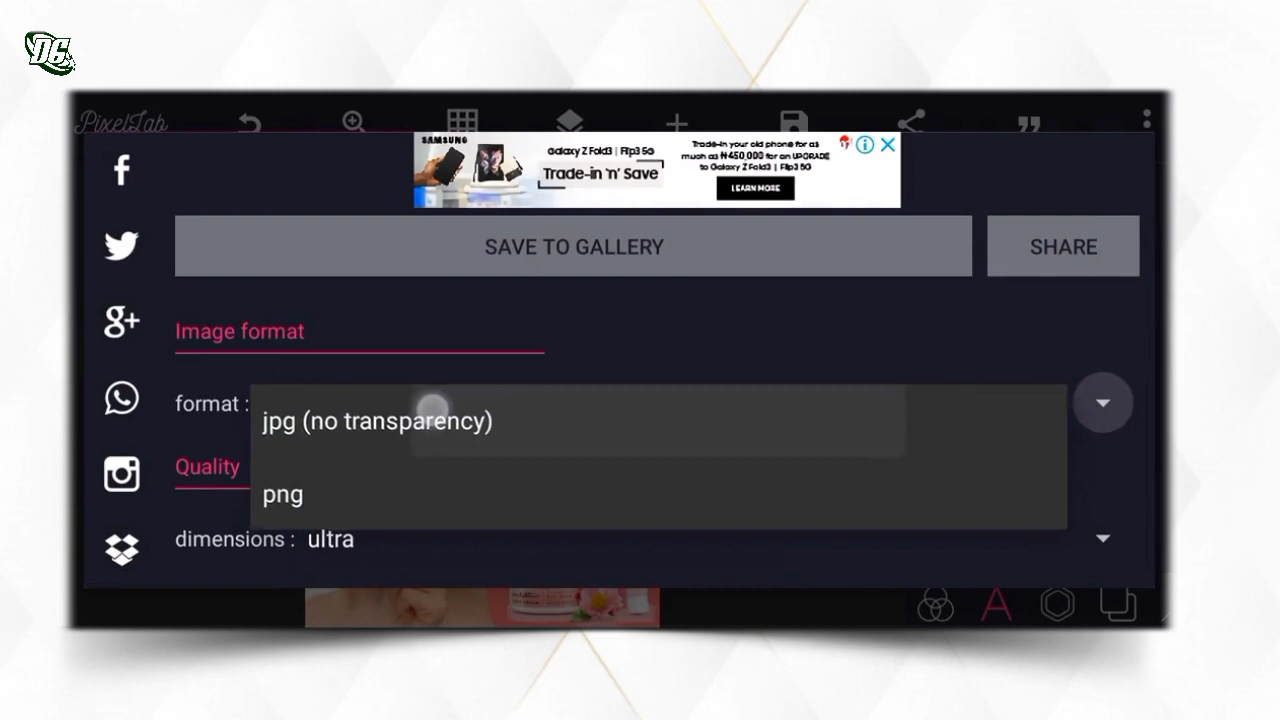 DG
PixelLab
SAMSUNG
Galaxy Z Fold3 | Flip3 5G
Trade-in 'n' Save
Trade-in your old phone for as
much as ₦450,000 for an UPGRADE
to Galaxy Z Fold3 | Flip3 5G
LEARN MORE
SAVE TO GALLERY
SHARE
Image format
format :
jpg (no transparency)
png
Quality
dimensions : ultra